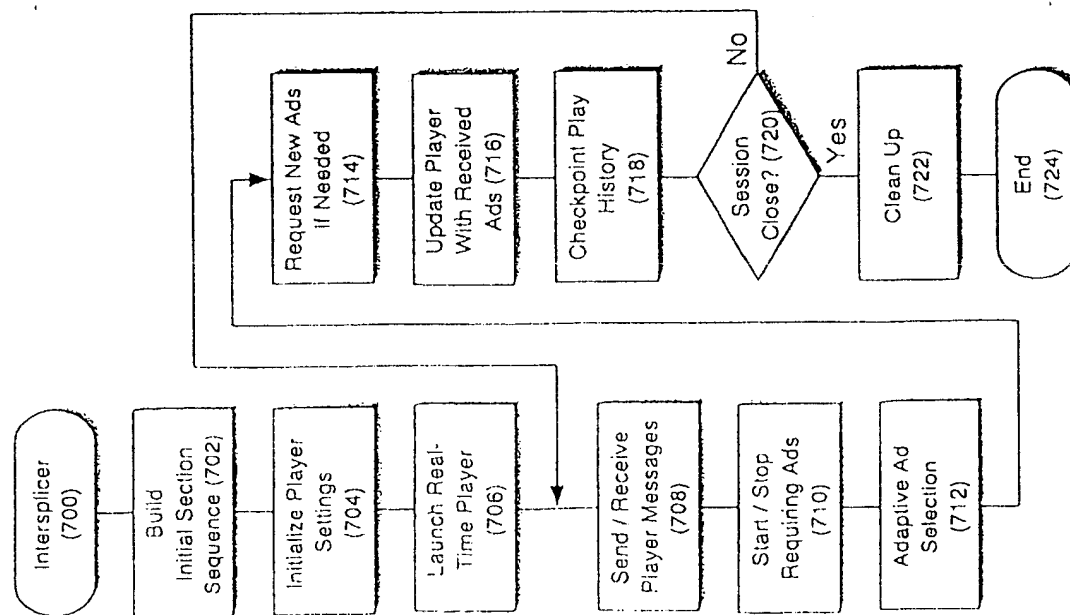 Intersplicer
(700)
Build
Initial Section
Sequence (702)
Initialize Player
Settings
(704)
Launch Real-
Time Player
(706)
Send / Receive
Player Messages
(708)
Start / Stop
Requiring Ads
(710)
Adaptive Ad
Selection
(712)
Request New Ads
If Needed
(714)
Update Player
With Received
Ads (716)
Checkpoint Play
History
(718)
Session
Close? (720)
No
Yes
Clean Up
(722)
End
(724)